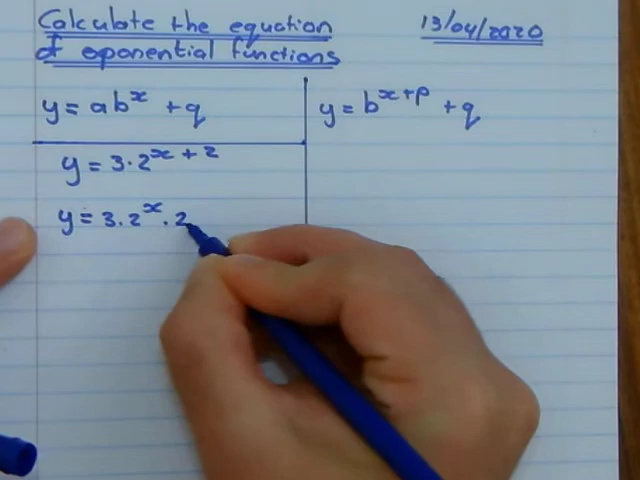 Calculate the equation
of exponential functions
13/04/2020
y = ab^x + q
y = b^{x+p} + q
y = 3·2^{x+2}
y = 3·2^x·2